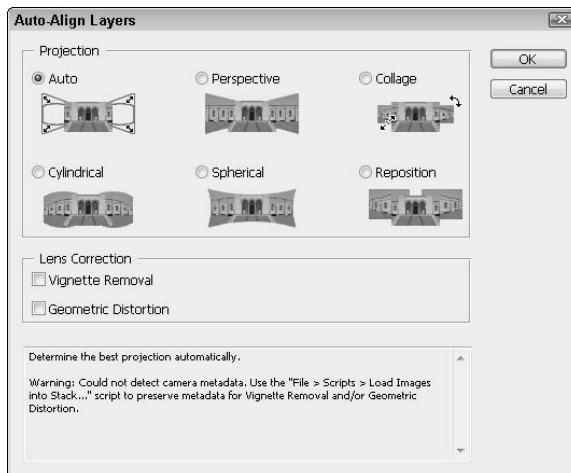 Auto-Align Layers
Projection
Auto
Perspective
Collage
Cylindrical
Spherical
Reposition
OK
Cancel
Lens Correction
Vignette Removal
Geometric Distortion
Determine the best projection automatically.
Warning: Could not detect camera metadata. Use the "File > Scripts > Load Images
into Stack..." script to preserve metadata for Vignette Removal and/or Geometric
Distortion.